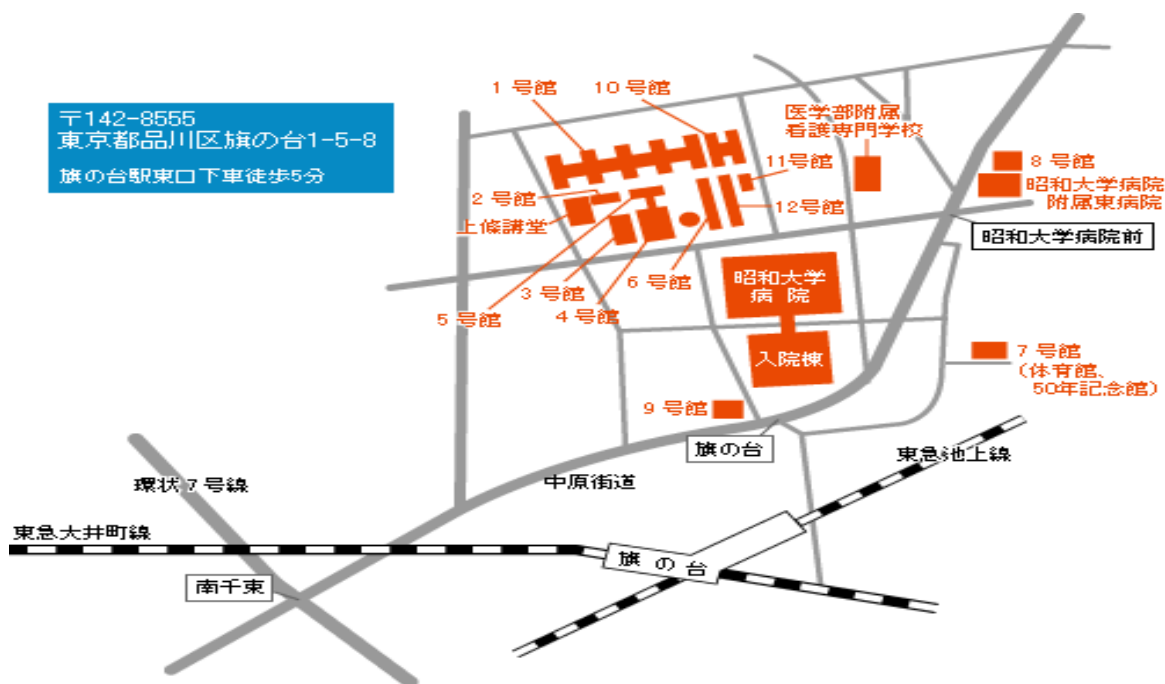 〒142-8555
東京都品川区旗の台1-5-8
旗の台駅東口下車徒歩5分
1 号館
10 号館
医学部附属
看護専門学校
11号館
8 号館
昭和大学病院
附属東病院
2 号館
上條講堂
12号館
昭和大学病院前
5 号館
3 号館
4 号館
6 号館
昭和大学
病 院
入院棟
7 号館
(体育館、
50年記念館)
9 号館
旗の台
東急池上線
環状7号線
中原街道
東急大井町線
旗 の 台
南千束